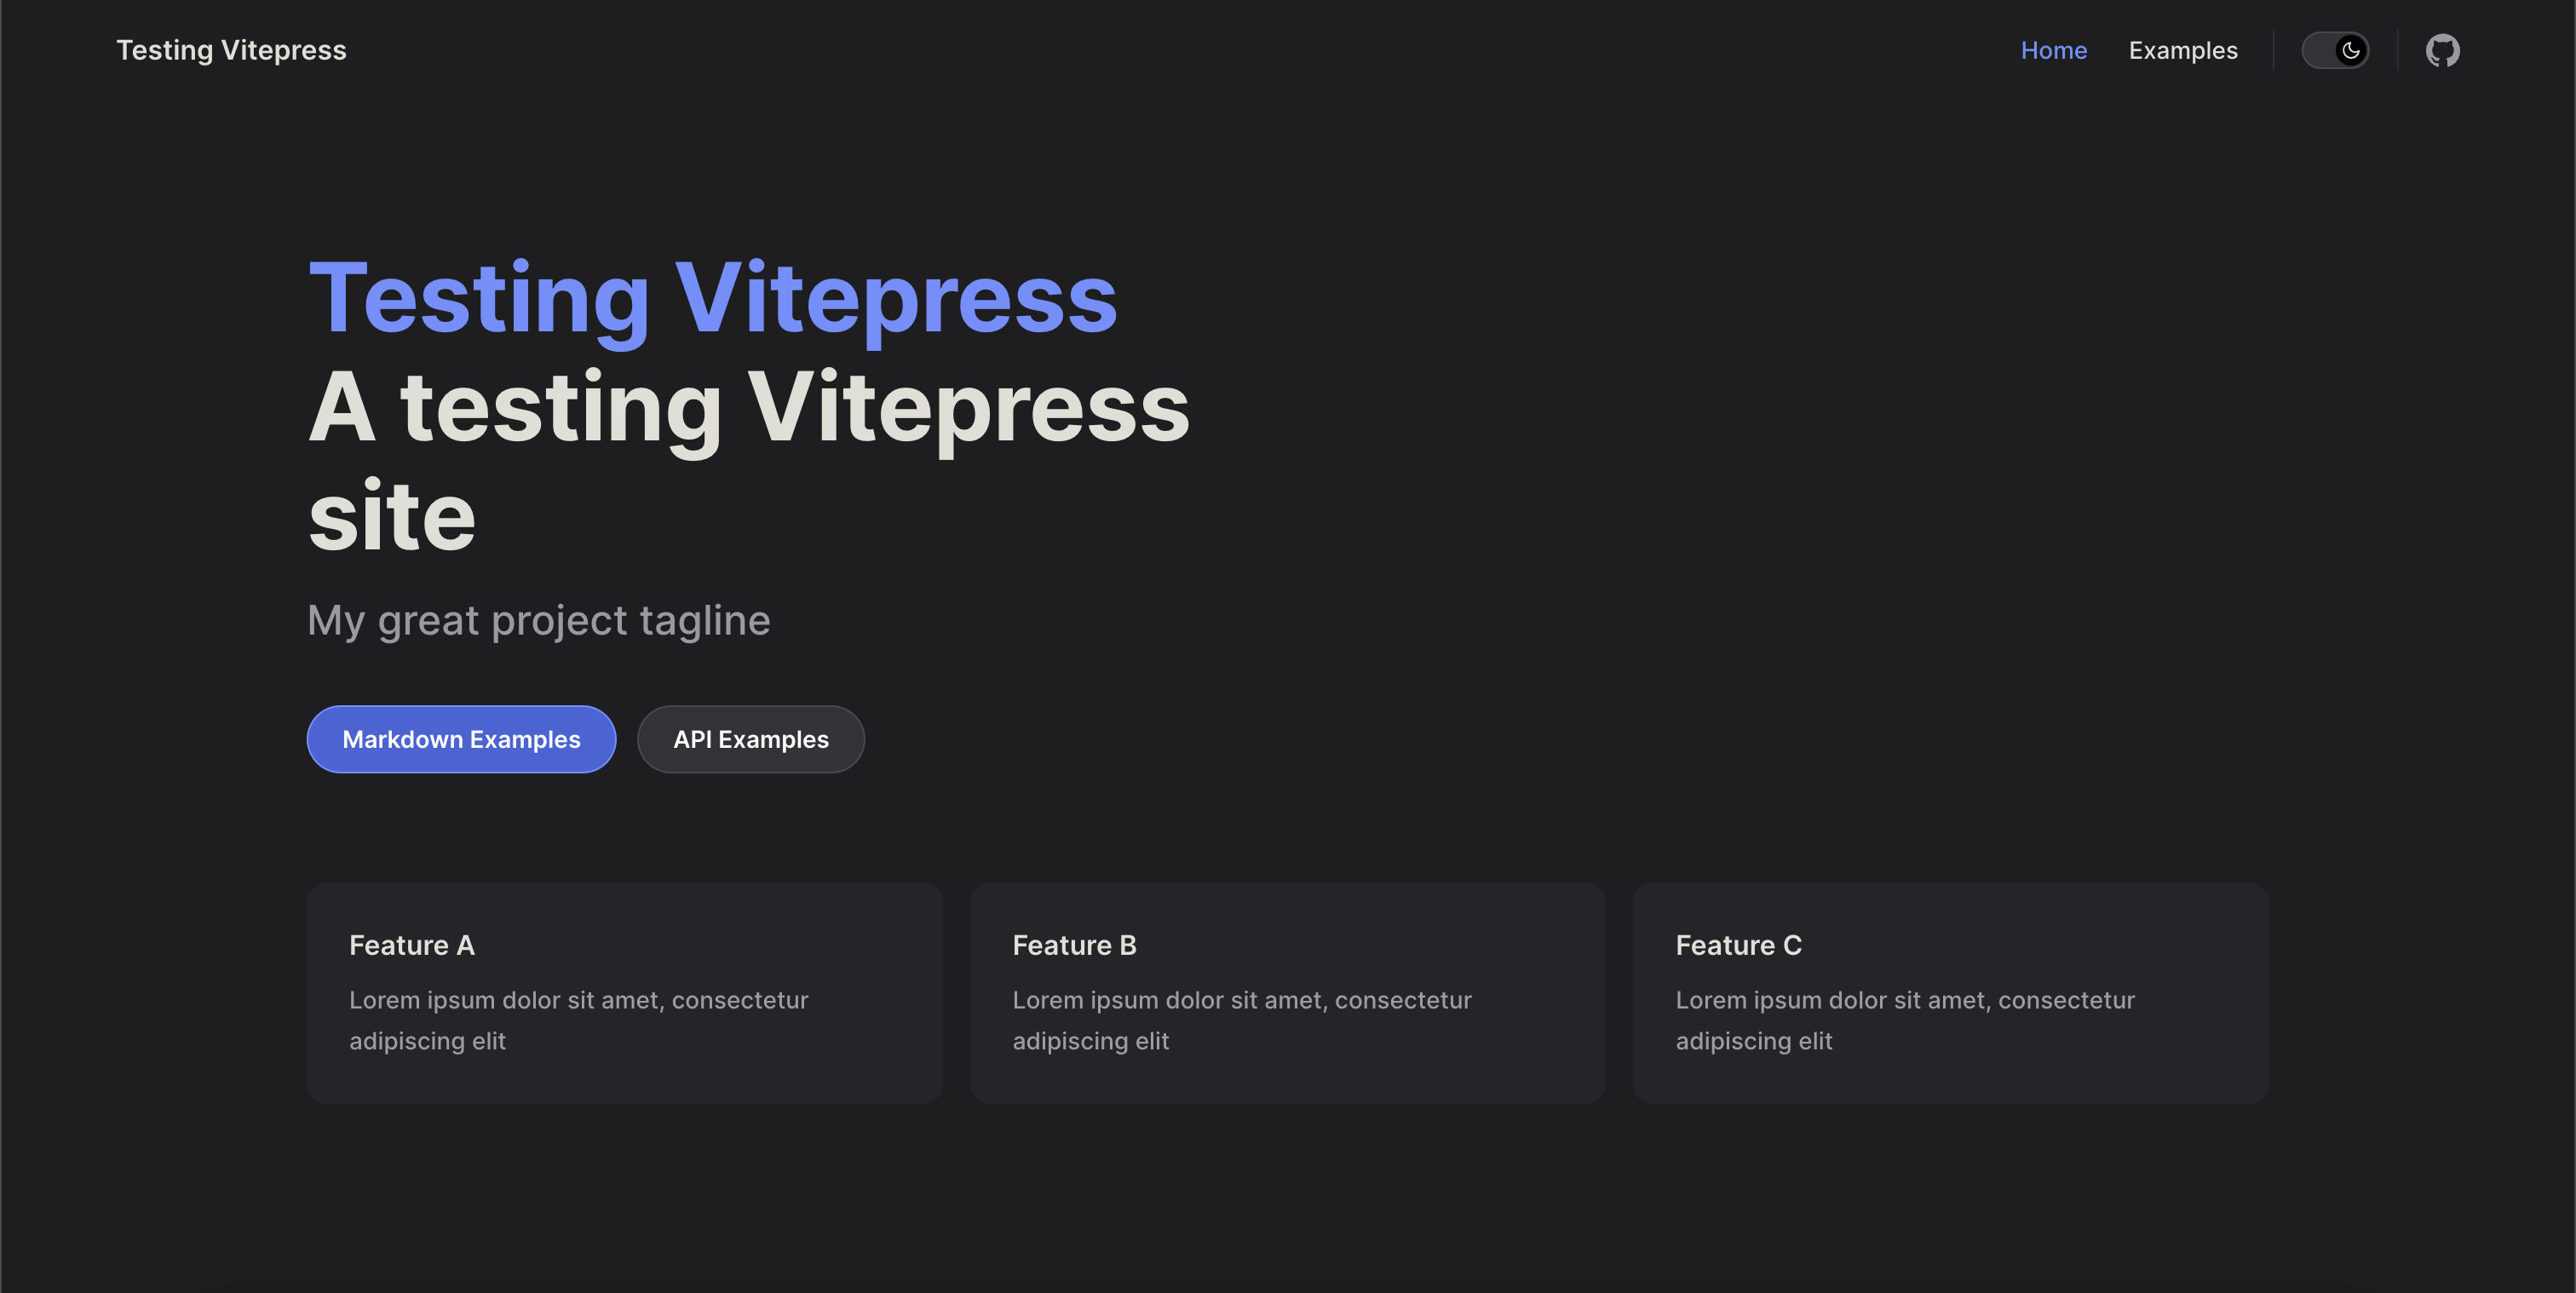 Testing Vitepress
Home
Examples
Testing Vitepress
A testing Vitepress
site
My great project tagline
Markdown Examples
API Examples
Feature A
Lorem ipsum dolor sit amet, consectetur
adipiscing elit
Feature B
Lorem ipsum dolor sit amet, consectetur
adipiscing elit
Feature C
Lorem ipsum dolor sit amet, consectetur
adipiscing elit